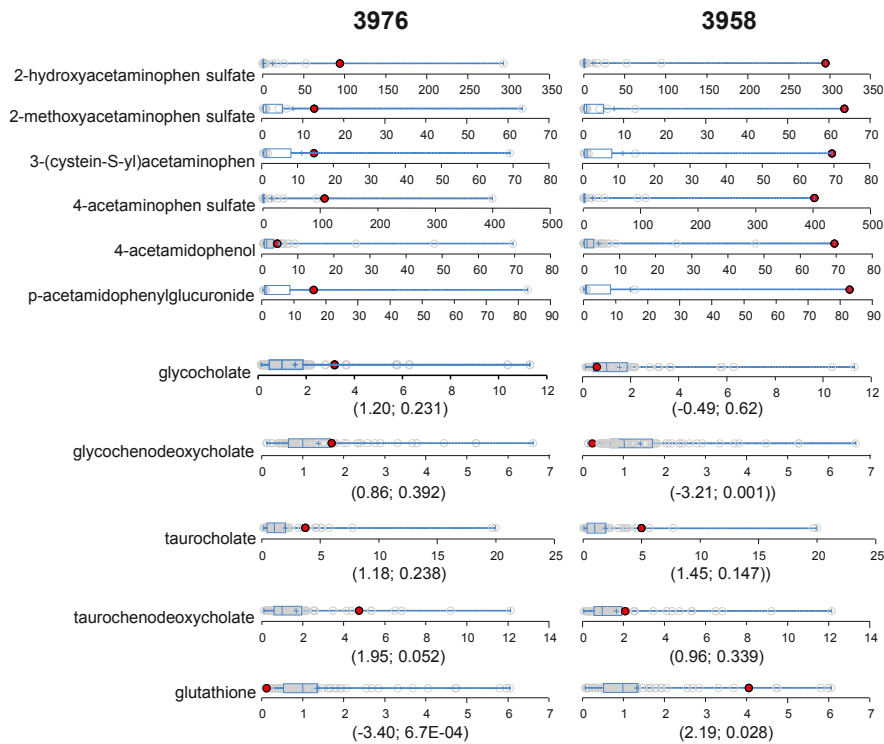 3976 3958
2-hydroxyacetaminophen sulfate
0 50 100 150 200 250 300 350 0 50 100 150 200 250 300 350
2-methoxyacetaminophen sulfate
0 10 20 30 40 50 60 70 0 10 20 30 40 50 60 70
3-(cystein-S-yl)acetaminophen
0 10 20 30 40 50 60 70 80 0 10 20 30 40 50 60 70 80
4-acetaminophen sulfate
0 100 200 300 400 500 0 100 200 300 400 500
4-acetamidophenol
0 10 20 30 40 50 60 70 80 0 10 20 30 40 50 60 70 80
p-acetamidophenylglucuronide
0 10 20 30 40 50 60 70 80 90 0 10 20 30 40 50 60 70 80 90
glycocholate
0 2 4 6 8 10 12 0 2 4 6 8 10 12
(1.20; 0.231) (-0.49; 0.62)
glycochenodeoxycholate
0 1 2 3 4 5 6 7 0 1 2 3 4 5 6 7
(0.86; 0.392) (-3.21; 0.001))
taurocholate
0 5 10 15 20 25 0 5 10 15 20 25
(1.18; 0.238) (1.45; 0.147))
taurochenodeoxycholate
0 2 4 6 8 10 12 14 0 2 4 6 8 10 12 14
(1.95; 0.052) (0.96; 0.339)
glutathione
0 1 2 3 4 5 6 7 0 1 2 3 4 5 6 7
(-3.40; 6.7E-04) (2.19; 0.028)